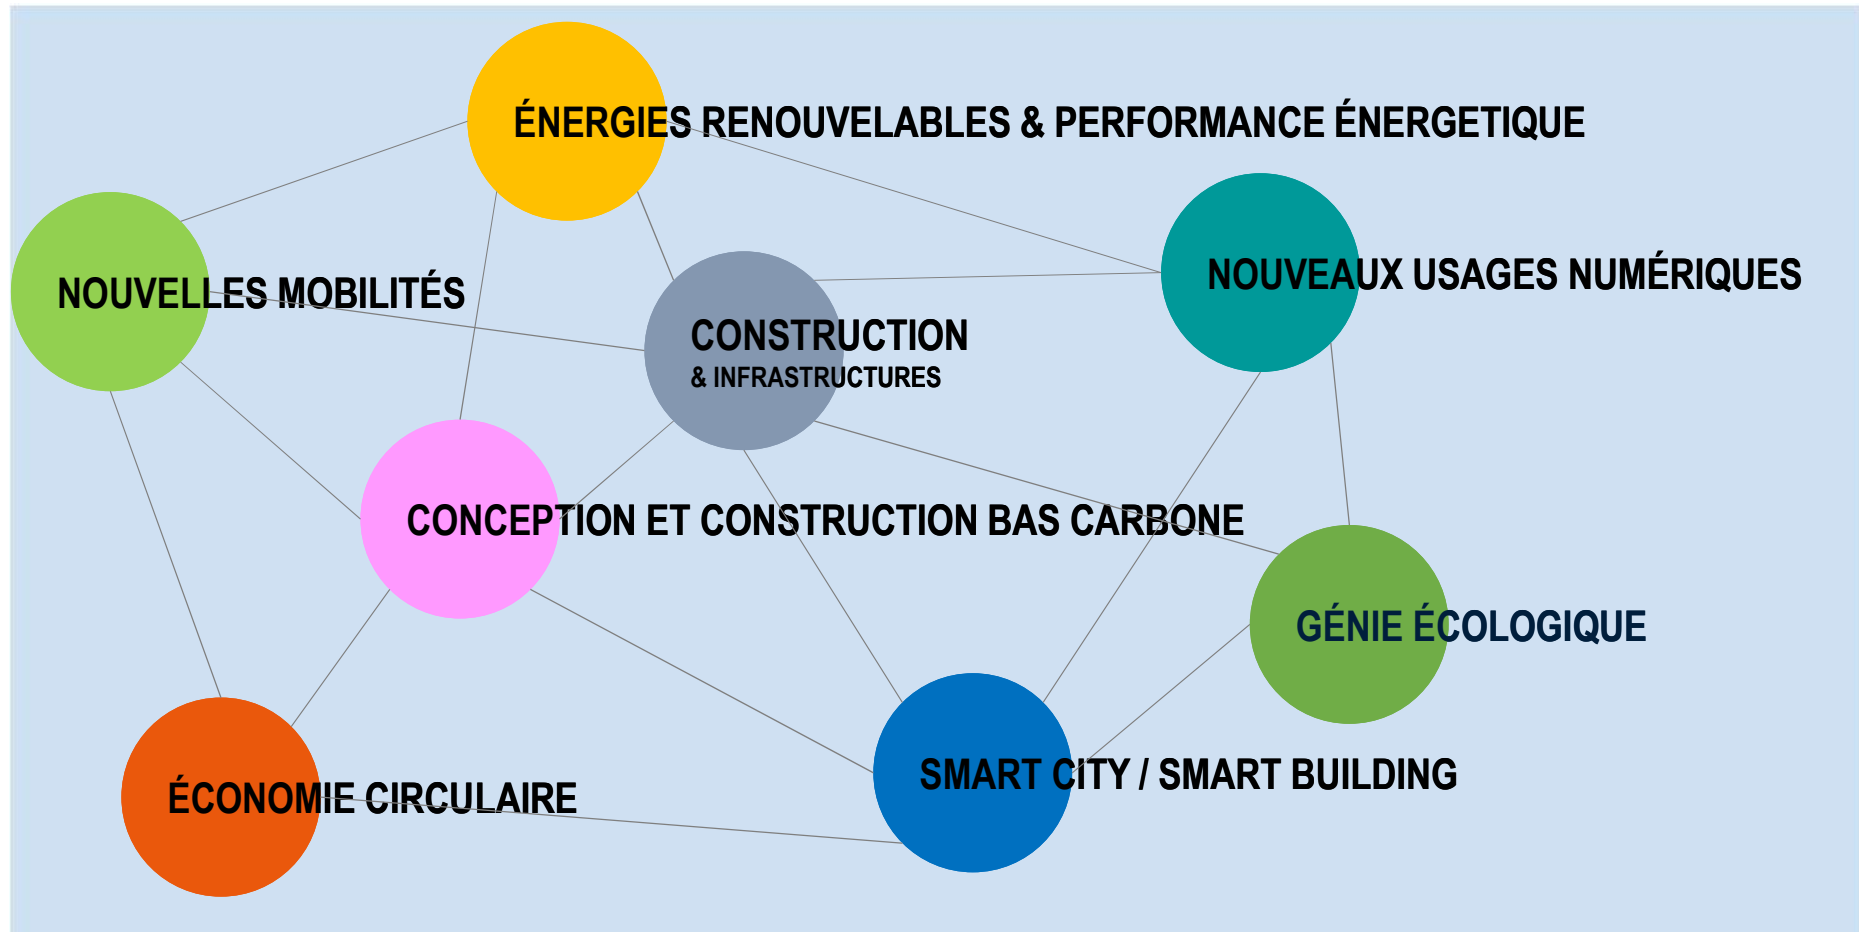 ÉNERGIES RENOUVELABLES & PERFORMANCE ÉNERGETIQUE
NOUVEAUX USAGES NUMÉRIQUES
NOUVELLES MOBILITÉS
CONSTRUCTION
& INFRASTRUCTURES
CONCEPTION ET CONSTRUCTION BAS CARBONE
GÉNIE ÉCOLOGIQUE
SMART CITY / SMART BUILDING
ÉCONOMIE CIRCULAIRE